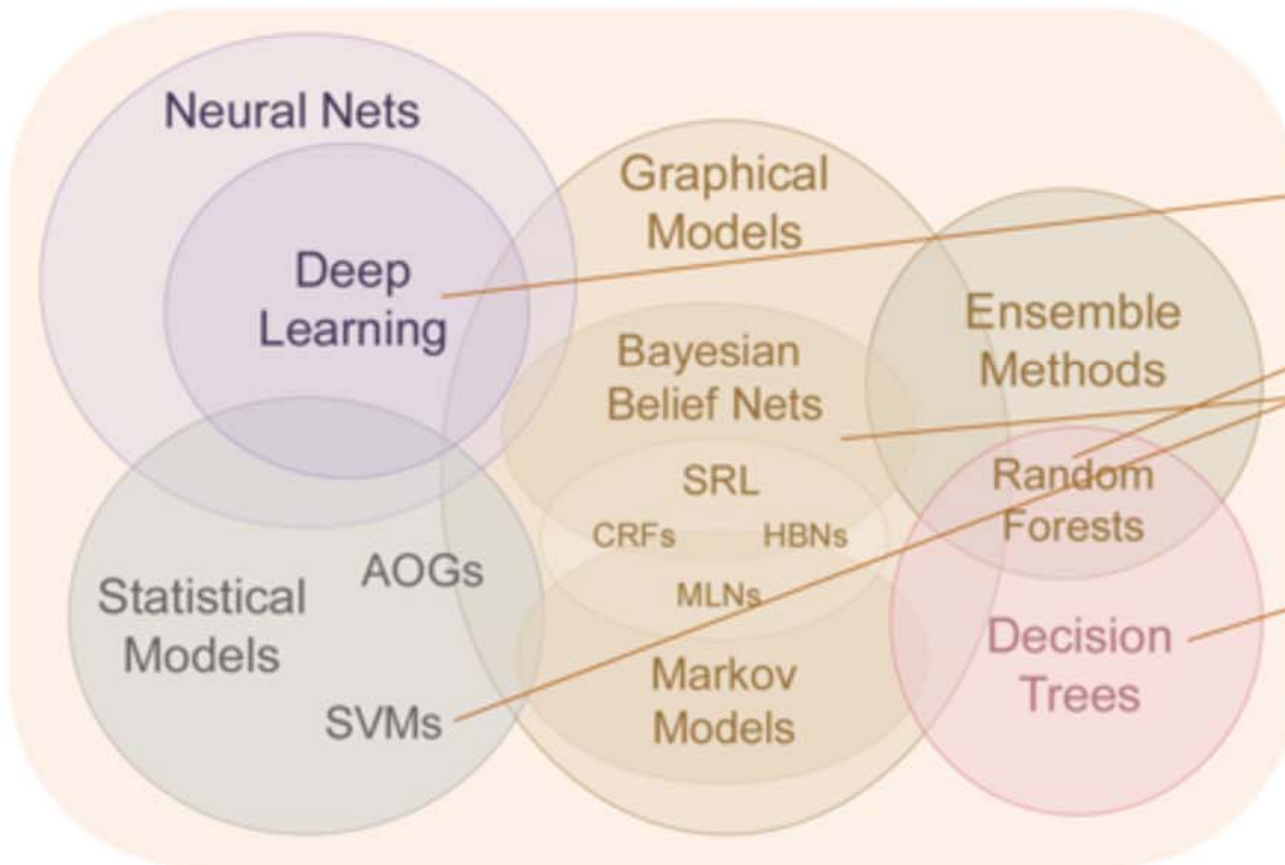 Neural Nets
Deep
Learning
Graphical
Models
Ensemble
Methods
Bayesian
Belief Nets
SRL
CRFs
HBNs
MLNs
Random
Forests
AOGs
Statistical
Models
SVMs
Markov
Models
Decision
Trees